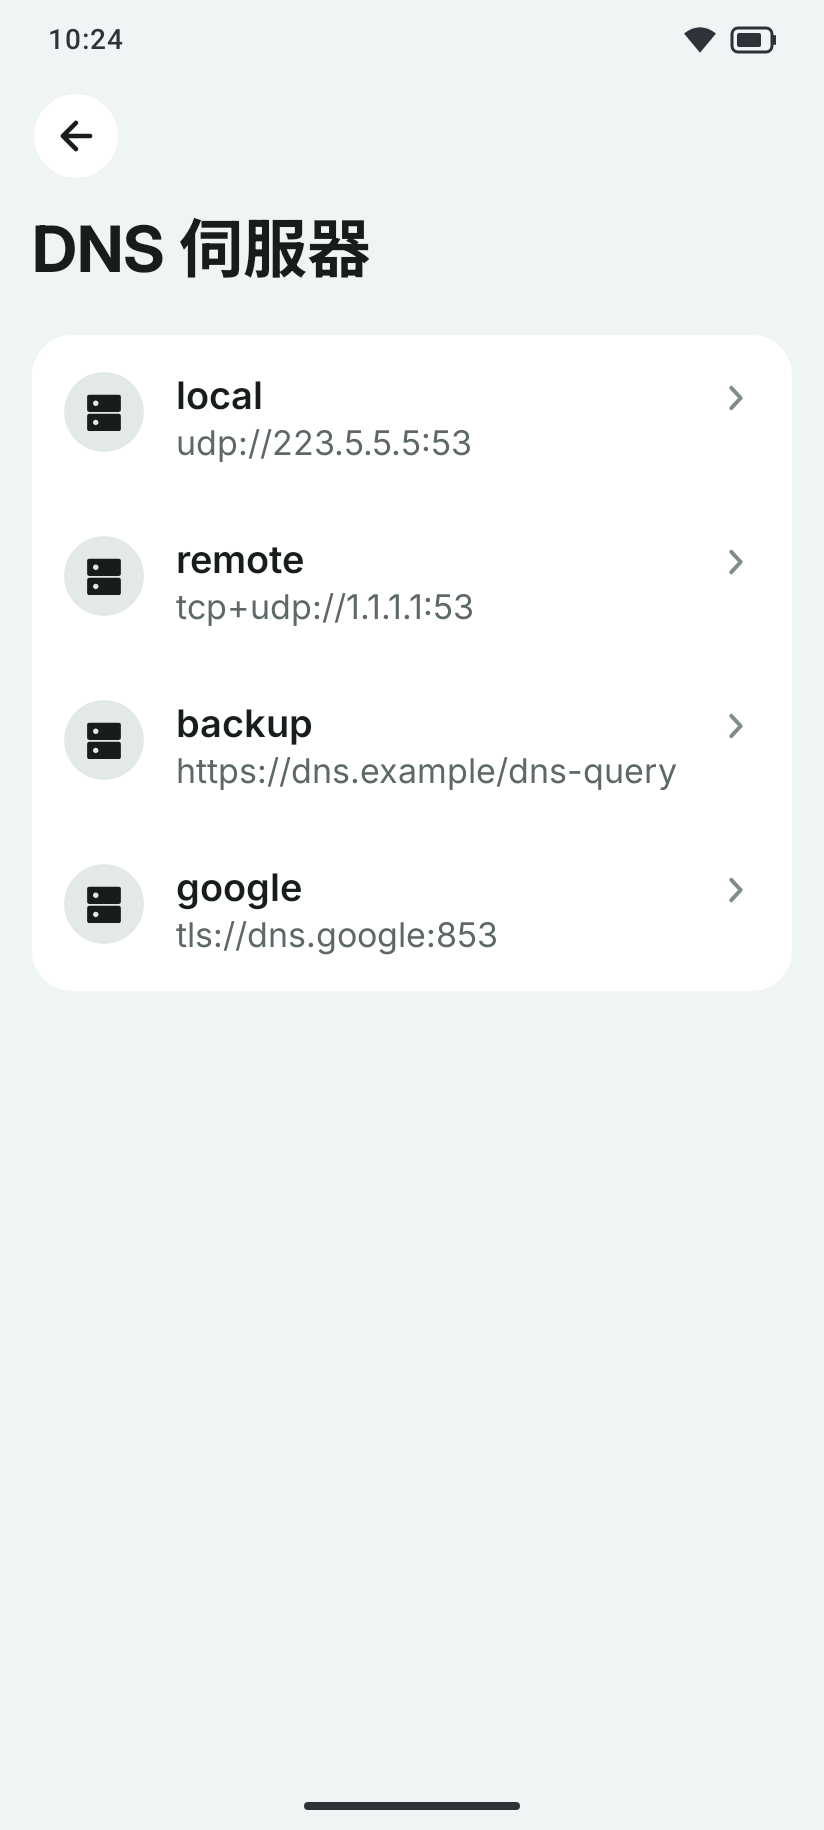 10:24
DNS 伺服器
local
udp://223.5.5.5:53
remote
tcp+udp://1.1.1.1:53
backup
https://dns.example/dns-query
google
tls://dns.google:853